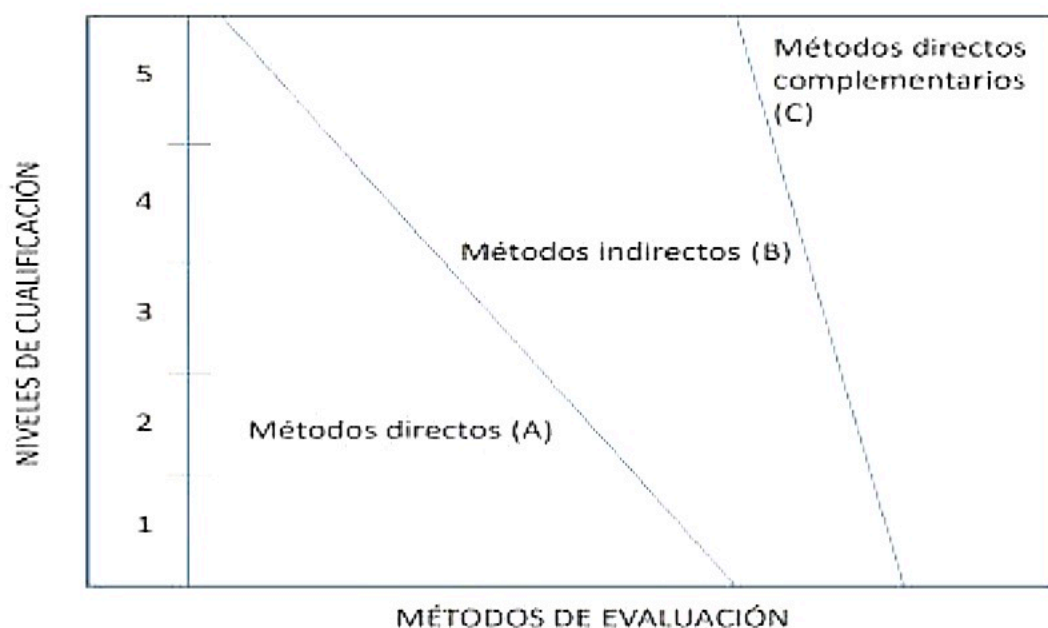 Métodos directos
complementarios
(C)
5
4
Métodos indirectos (B)
3
2
Métodos directos (A)
1
NIVELES DE CUALIFICACIÓN
MÉTODOS DE EVALUACIÓN